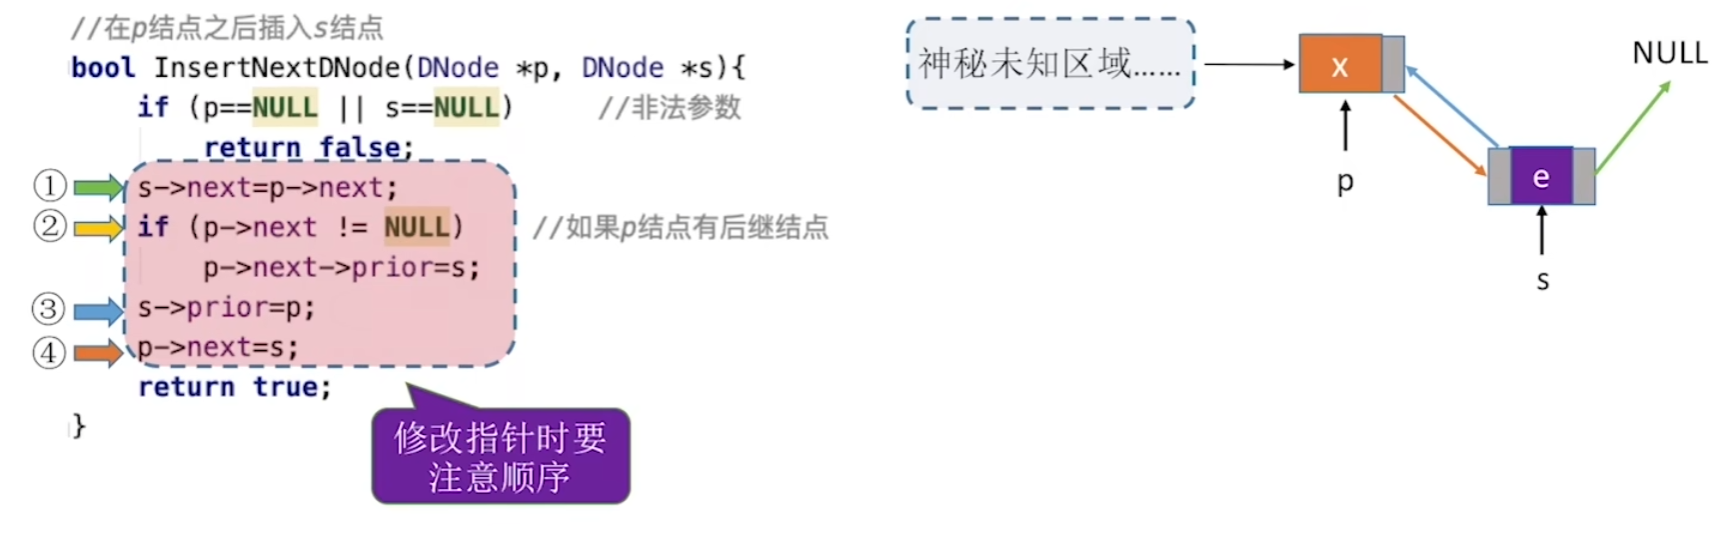 //在p结点之后插入s结点
bool InsertNextDNode(DNode *p, DNode *s){
if (p==NULL || s==NULL) //非法参数
return false;
① s->next=p->next;
② if (p->next != NULL) //如果p结点有后继结点
p->next->prior=s;
③ s->prior=p;
④ p->next=s;
return true;
}
修改指针时要
注意顺序
神秘未知区域……
x
NULL
p
e
s